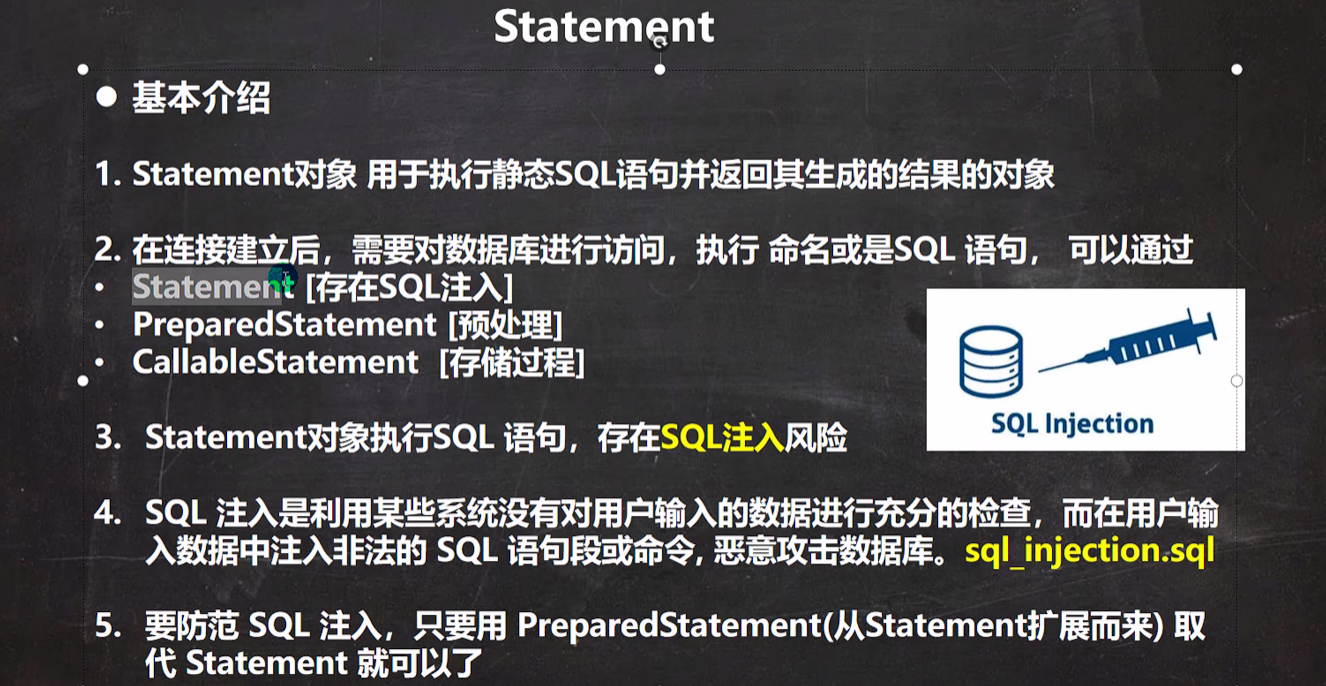 Statement
● 基本介绍
1. Statement对象 用于执行静态SQL语句并返回其生成的结果的对象
2. 在连接建立后，需要对数据库进行访问，执行 命名或是SQL 语句， 可以通过
• Statement [存在SQL注入]
• PreparedStatement [预处理]
• CallableStatement [存储过程]
SQL Injection
3. Statement对象执行SQL 语句，存在SQL注入风险
4. SQL 注入是利用某些系统没有对用户输入的数据进行充分的检查，而在用户输
入数据中注入非法的 SQL 语句段或命令, 恶意攻击数据库。sql_injection.sql
5. 要防范 SQL 注入，只要用 PreparedStatement(从Statement扩展而来) 取
代 Statement 就可以了